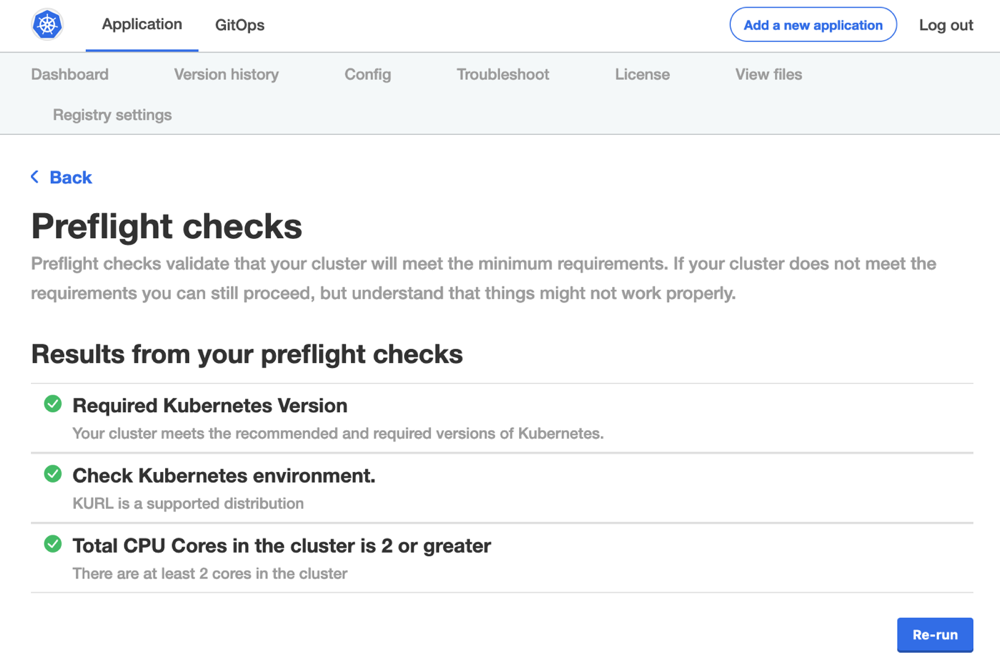 Application GitOps Add a new application Log out
Dashboard Version history Config Troubleshoot License View files
Registry settings
Back
Preflight checks
Preflight checks validate that your cluster will meet the minimum requirements. If your cluster does not meet the
requirements you can still proceed, but understand that things might not work properly.
Results from your preflight checks
Required Kubernetes Version
Your cluster meets the recommended and required versions of Kubernetes.
Check Kubernetes environment.
KURL is a supported distribution
Total CPU Cores in the cluster is 2 or greater
There are at least 2 cores in the cluster
Re-run